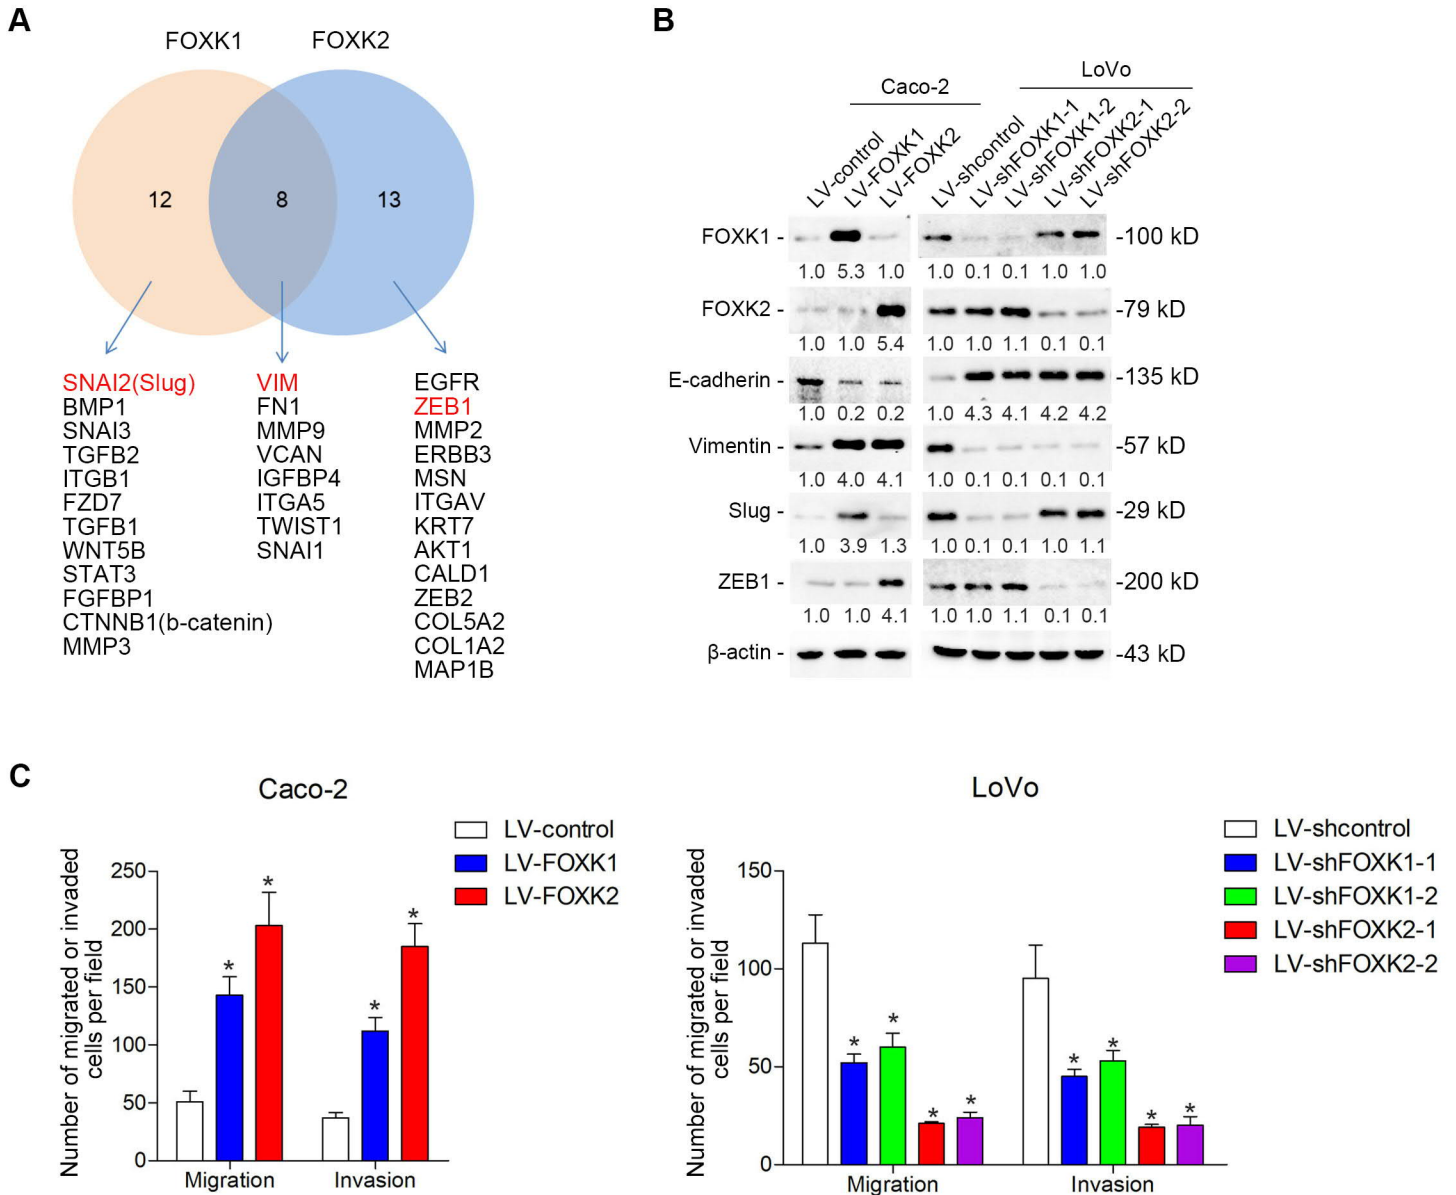 A
FOXK1 FOXK2
12 8 13
SNAI2(Slug)
BMP1
SNAI3
TGFB2
ITGB1
FZD7
TGFB1
WNT5B
STAT3
FGFBP1
CTNNB1(b-catenin)
MMP3
VIM
FN1
MMP9
VCAN
IGFBP4
ITGA5
TWIST1
SNAI1
EGFR
ZEB1
MMP2
ERBB3
MSN
ITGAV
KRT7
AKT1
CALD1
ZEB2
COL5A2
COL1A2
MAP1B
B
Caco-2 LoVo
LV-control
LV-FOXK1
LV-FOXK2
LV-shcontrol
LV-shFOXK1-1
LV-shFOXK1-2
LV-shFOXK2-1
LV-shFOXK2-2
FOXK1 - -100 kD
1.0 5.3 1.0 1.0 0.1 0.1 1.0 1.0
FOXK2 - -79 kD
1.0 1.0 5.4 1.0 1.0 1.1 0.1 0.1
E-cadherin - -135 kD
1.0 0.2 0.2 1.0 4.3 4.1 4.2 4.2
Vimentin - -57 kD
1.0 4.0 4.1 1.0 0.1 0.1 0.1 0.1
Slug - -29 kD
1.0 3.9 1.3 1.0 0.1 0.1 1.0 1.1
ZEB1 - -200 kD
1.0 1.0 4.1 1.0 1.0 1.1 0.1 0.1
β-actin - -43 kD
C
Caco-2
LV-control
LV-FOXK1
LV-FOXK2
Number of migrated or invaded
cells per field
250
200
150
100
50
0
* * * *
Migration Invasion
LoVo
LV-shcontrol
LV-shFOXK1-1
LV-shFOXK1-2
LV-shFOXK2-1
LV-shFOXK2-2
Number of migrated or invaded
cells per field
150
100
50
0
* * * * * * * *
Migration Invasion